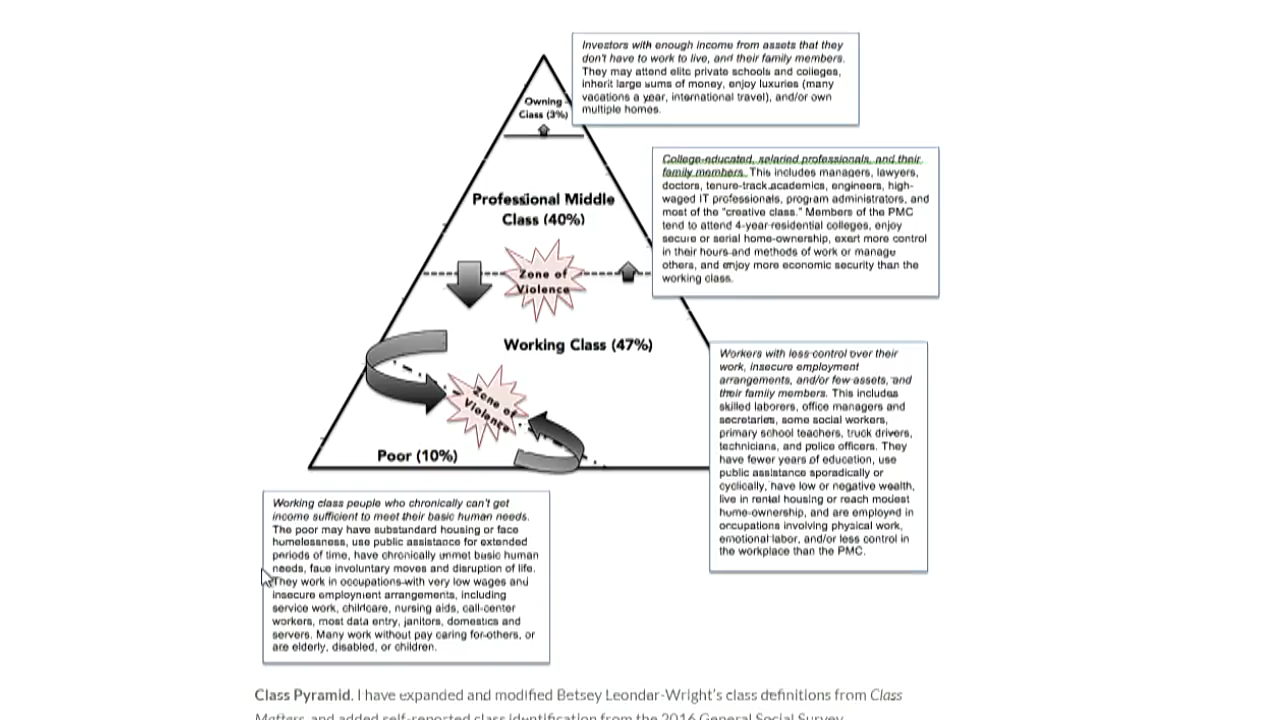 Investors with enough income from assets that they
don't have to work to live, and their family members.
They may attend elite private schools and colleges,
inherit large sums of money, enjoy luxuries (many
vacations a year, international travel), and/or own
multiple homes.
Owning
Class (3%)
College-educated, salaried professionals, and their
family members. This includes managers, lawyers,
doctors, tenure-track academics, engineers, high-
waged IT professionals, program administrators, and
most of the "creative class." Members of the PMC
tend to attend 4-year residential colleges, enjoy
secure or serial home-ownership, exert more control
in their hours and methods of work or manage
others, and enjoy more economic security than the
working class.
Professional Middle
Class (40%)
Zone of
Violence
Working Class (47%)
Workers with less control over their
work, insecure employment
arrangements, and/or few assets, and
their family members. This includes
skilled laborers, office managers and
secretaries, some social workers,
primary school teachers, truck drivers,
technicians, and police officers. They
have fewer years of education, use
public assistance sporadically or
cyclically, have low or negative wealth,
live in rental housing or reach modest
home-ownership, and are employed in
occupations involving physical work,
emotional labor, and/or less control in
the workplace than the PMC.
Zone of
Violence
Poor (10%)
Working class people who chronically can't get
income sufficient to meet their basic human needs.
The poor may have substandard housing or face
homelessness, use public assistance for extended
periods of time, have chronically unmet basic human
needs, face involuntary moves and disruption of life.
They work in occupations with very low wages and
insecure employment arrangements, including
service work, childcare, nursing aids, call-center
workers, most data entry, janitors, domestics and
servers. Many work without pay caring for others, or
are elderly, disabled, or children.
Class Pyramid. I have expanded and modified Betsey Leondar-Wright's class definitions from Class
Matters, and added self-reported class identification from the 2016 General Social Survey.